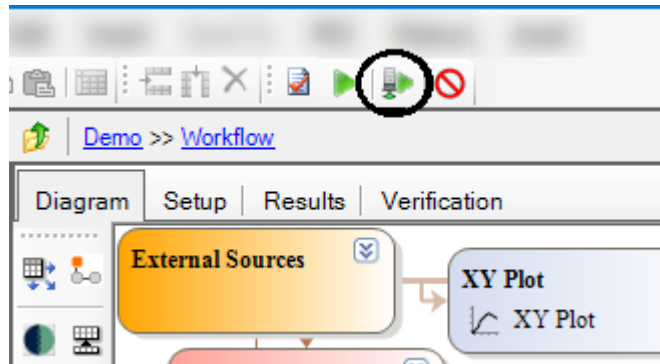 Demo >> Workflow
Diagram Setup Results Verification
External Sources
XY Plot
XY Plot